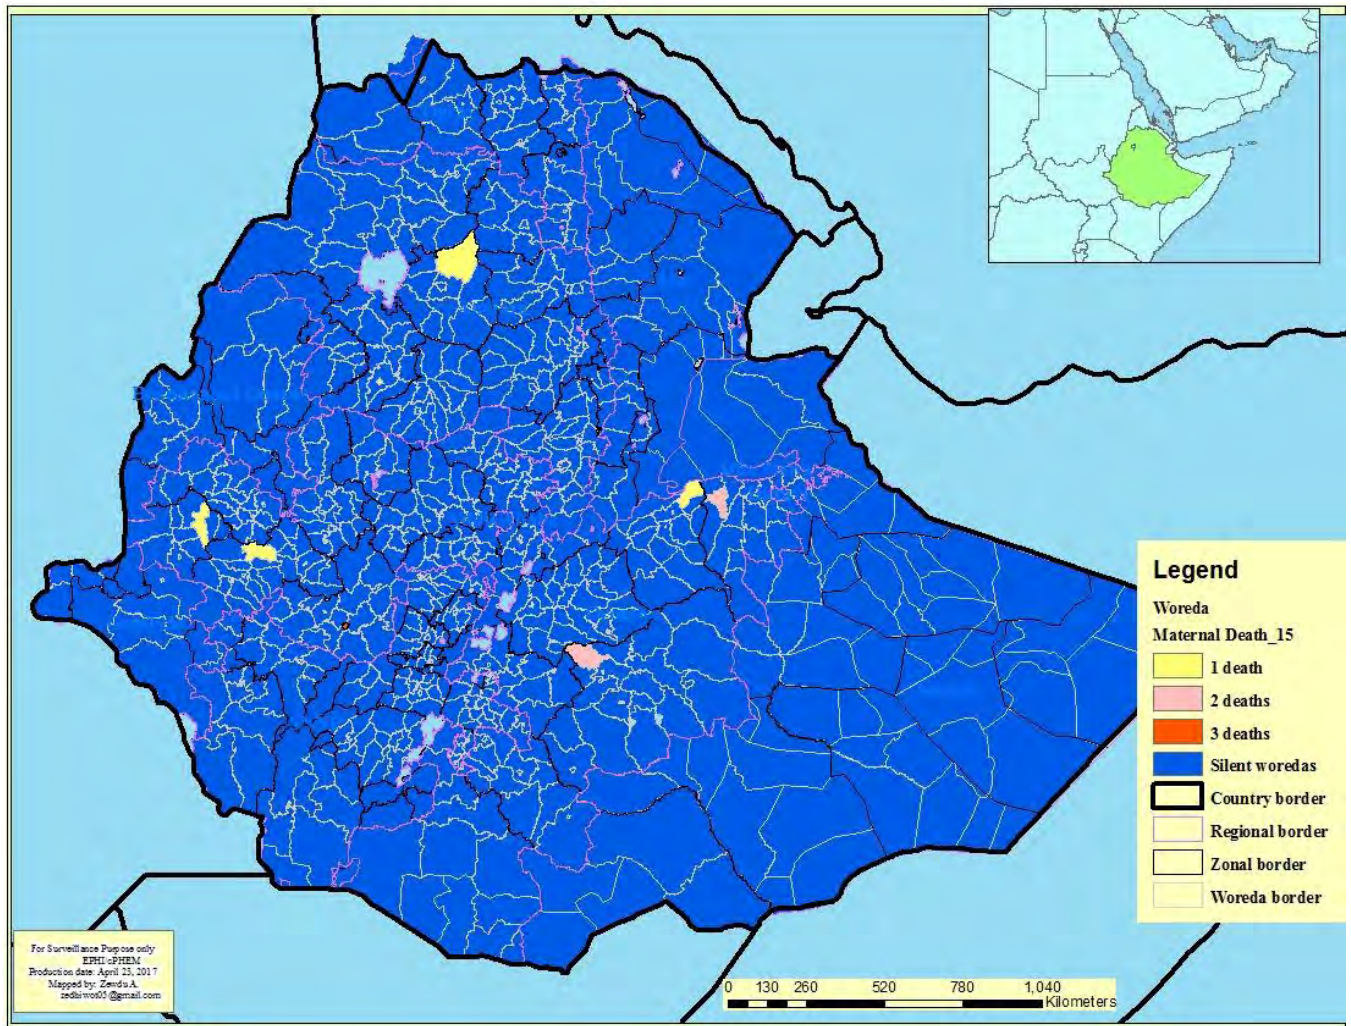 Legend
Woreda
Maternal Death_15
1 death
2 deaths
3 deaths
Silent woredas
Country border
Regional border
Zonal border
Woreda border
For Surveillance Purpose only
EPHI/cPHEM
Production date: April 23, 2017
Mapped by: Zewdu A.
zedhiwot05@gmail.com
0 130 260 520 780 1,040
Kilometers